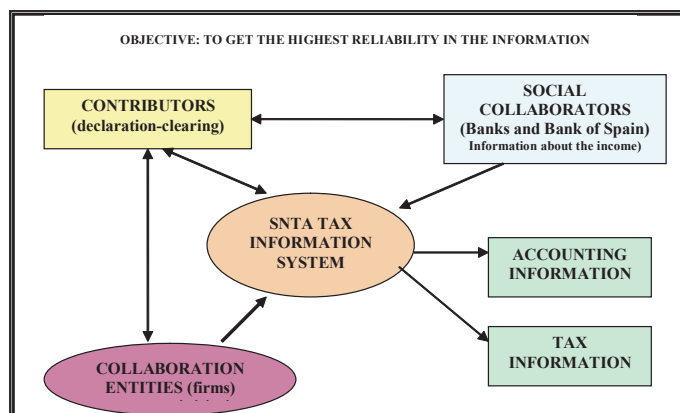 OBJECTIVE: TO GET THE HIGHEST RELIABILITY IN THE INFORMATION
CONTRIBUTORS
(declaration-clearing)
SOCIAL
COLLABORATORS
(Banks and Bank of Spain)
Information about the income)
SNTA TAX
INFORMATION
SYSTEM
ACCOUNTING
INFORMATION
TAX
INFORMATION
COLLABORATION
ENTITIES (firms)